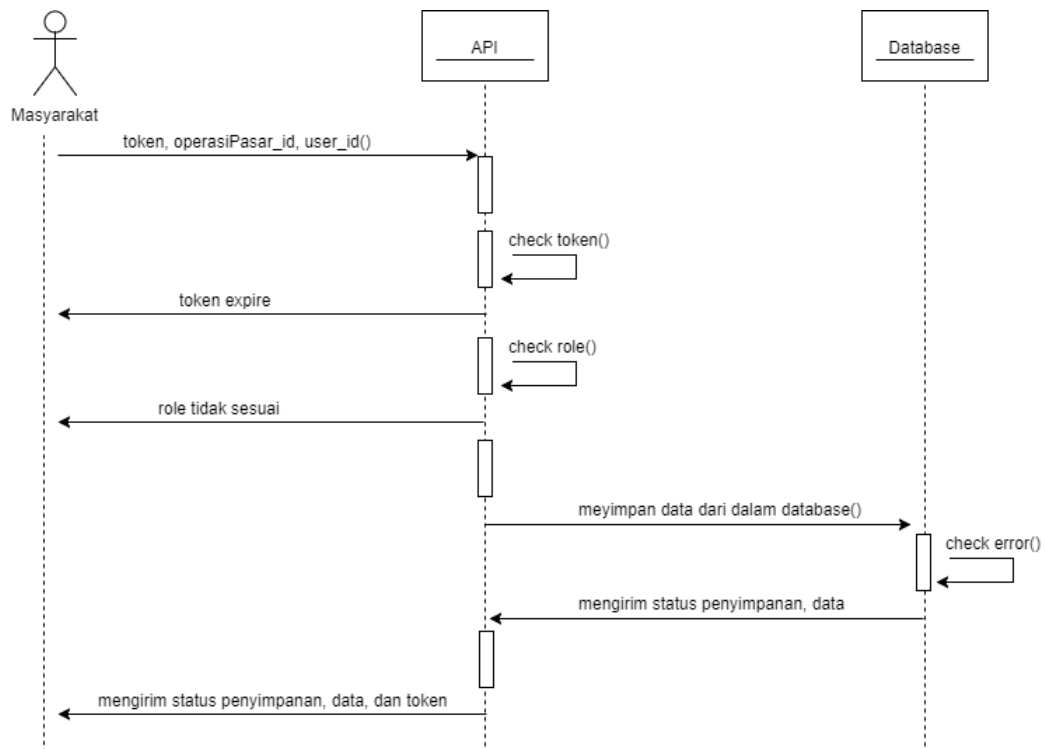 API
Database
Masyarakat
token, operasiPasar_id, user_id()
check token()
token expire
check role()
role tidak sesuai
meyimpan data dari dalam database()
check error()
mengirim status penyimpanan, data
mengirim status penyimpanan, data, dan token